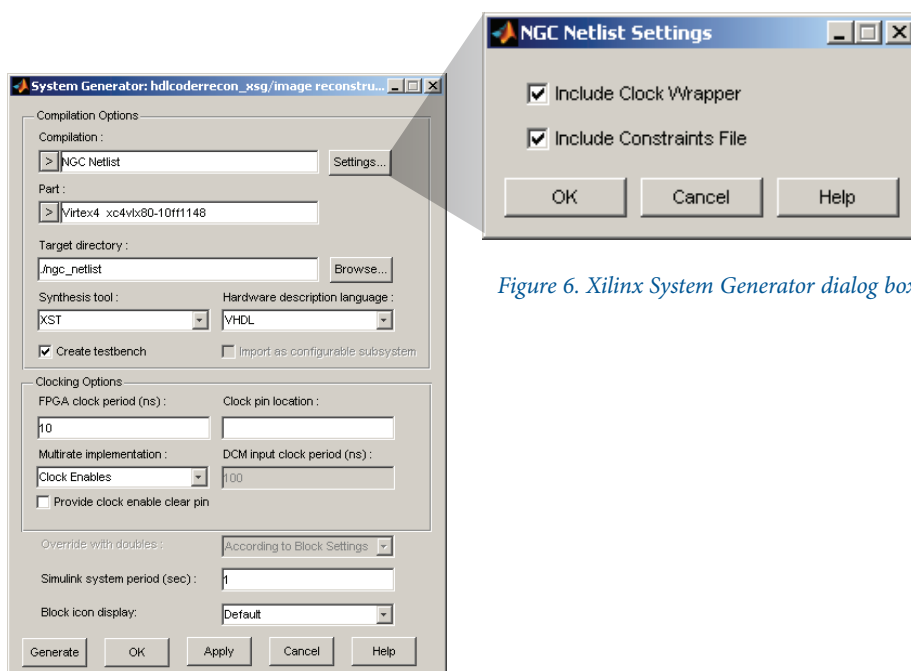 System Generator: hdlcoderrecon_xsg/image reconstru...
Compilation Options
Compilation :
> NGC Netlist Settings...
Part :
> Virtex4 xc4vlx80-10ff1148
Target directory :
./ngc_netlist Browse...
Synthesis tool : Hardware description language :
XST VHDL
Create testbench Import as configurable subsystem
Clocking Options
FPGA clock period (ns) : Clock pin location :
10
Multirate implementation : DCM input clock period (ns) :
Clock Enables 100
Provide clock enable clear pin
Override with doubles : According to Block Settings
Simulink system period (sec) : 1
Block icon display: Default
Generate OK Apply Cancel Help
NGC Netlist Settings
Include Clock Wrapper
Include Constraints File
OK Cancel Help
Figure 6. Xilinx System Generator dialog box